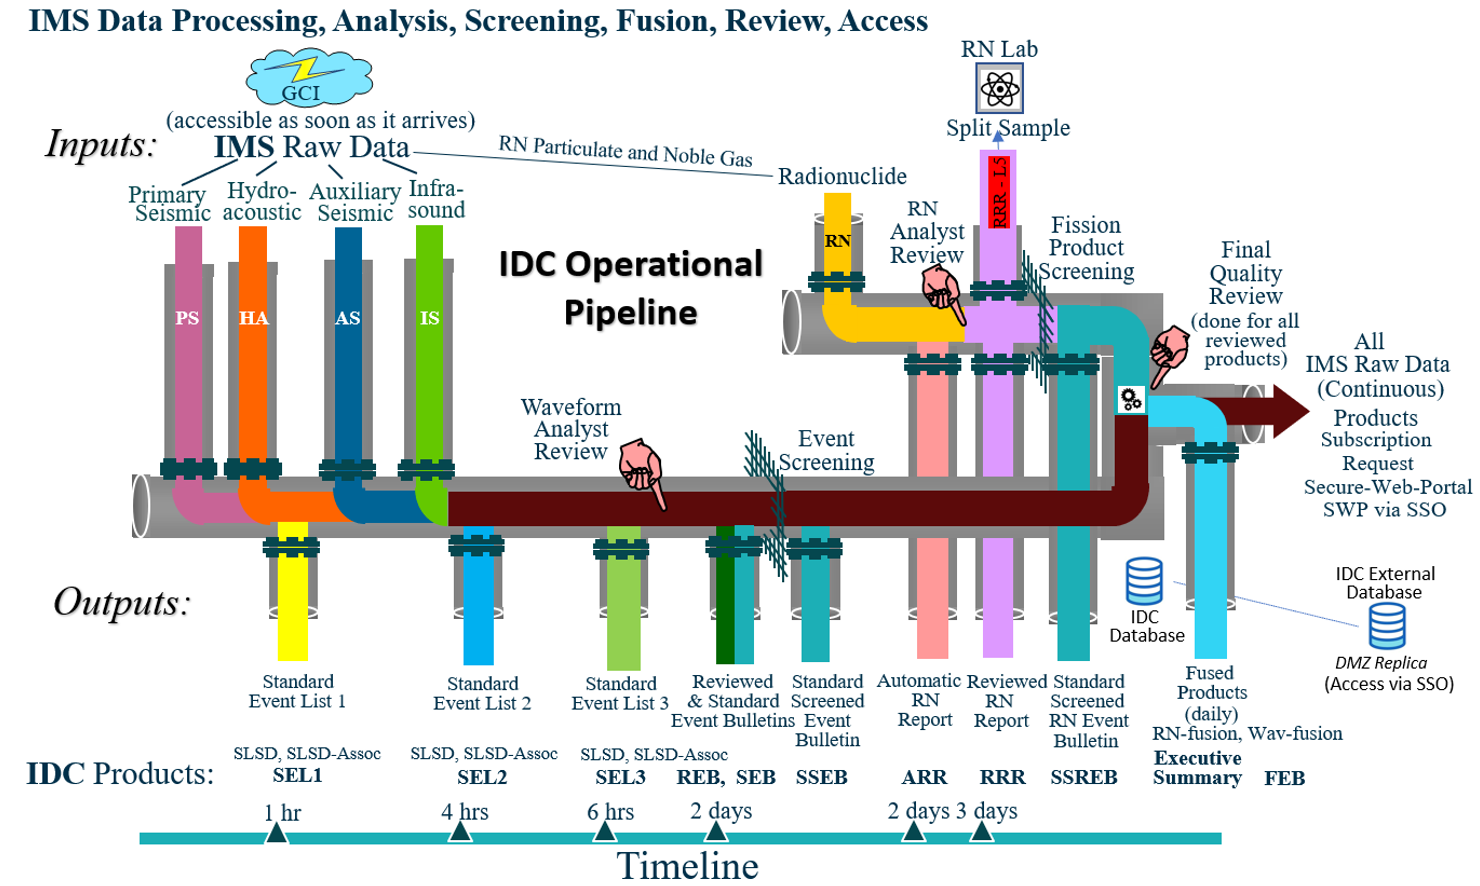 IMS Data Processing, Analysis, Screening, Fusion, Review, Access
GCI
(accessible as soon as it arrives)
Inputs:
IMS Raw Data
RN Particulate and Noble Gas
Primary
Seismic
Hydro-
acoustic
Auxiliary
Seismic
Infra-
sound
PS
HA
AS
IS
IDC Operational
Pipeline
Radionuclide
RN
RN
Analyst
Review
RN Lab
Split Sample
RRR - L5
Fission
Product
Screening
Final
Quality
Review
(done for all
reviewed
products)
All
IMS Raw Data
(Continuous)
Products
Subscription
Request
Secure-Web-Portal
SWP via SSO
Waveform
Analyst
Review
Event
Screening
Outputs:
IDC
Database
IDC External
Database
DMZ Replica
(Access via SSO)
Standard
Event List 1
Standard
Event List 2
Standard
Event List 3
Reviewed
& Standard
Event Bulletins
Standard
Screened
Event
Bulletin
Automatic
RN
Report
Reviewed
RN
Report
Standard
Screened
RN Event
Bulletin
Fused
Products
(daily)
RN-fusion, Wav-fusion
IDC Products:
SLSD, SLSD-Assoc
SEL1
SLSD, SLSD-Assoc
SEL2
SLSD, SLSD-Assoc
SEL3
REB, SEB
SSEB
ARR
RRR
SSREB
Executive
Summary
FEB
1 hr
4 hrs
6 hrs
2 days
2 days
3 days
Timeline